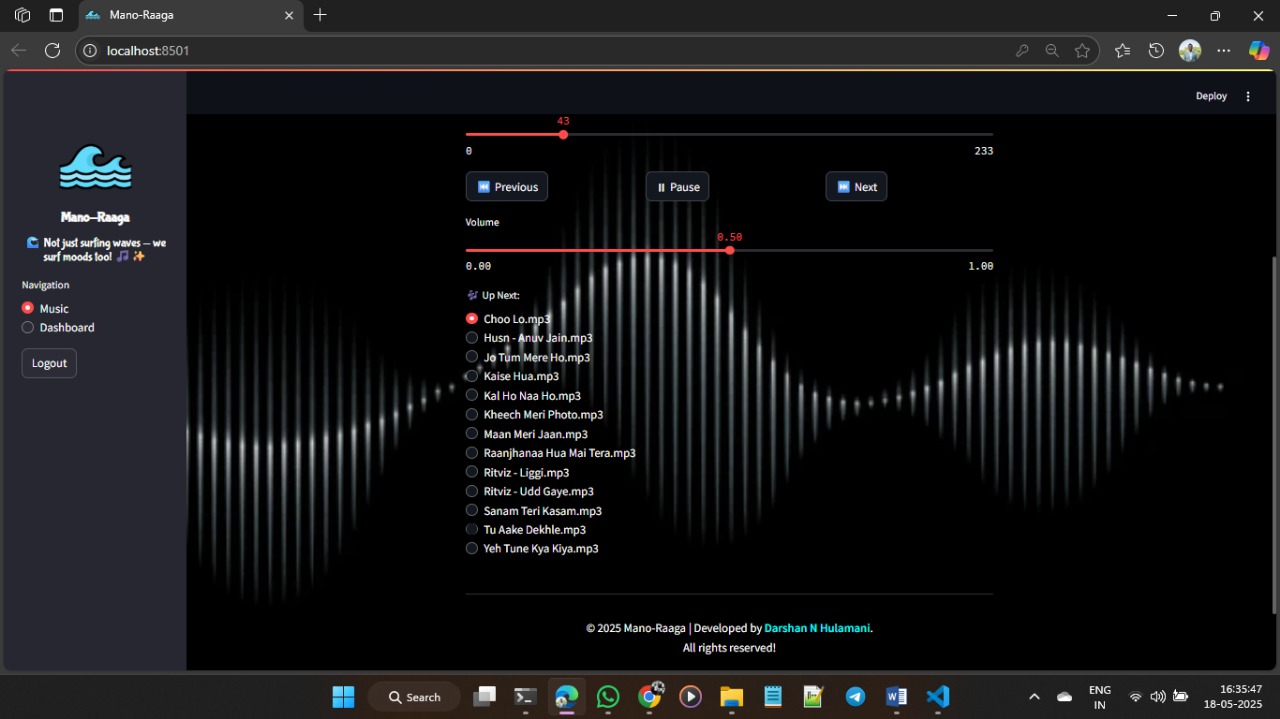 Mano-Raaga
localhost:8501
Deploy
Mano-Raaga
🌊 Not just surfing waves – we
surf moods too! 🎵 ✨
Navigation
Music
Dashboard
Logout
43
0
233
⏮️ Previous
⏸ Pause
⏭️ Next
Volume
0.50
0.00
1.00
🎶 Up Next:
Choo Lo.mp3
Husn - Anuv Jain.mp3
Jo Tum Mere Ho.mp3
Kaise Hua.mp3
Kal Ho Naa Ho.mp3
Kheech Meri Photo.mp3
Maan Meri Jaan.mp3
Raanjhanaa Hua Mai Tera.mp3
Ritviz - Liggi.mp3
Ritviz - Udd Gaye.mp3
Sanam Teri Kasam.mp3
Tu Aake Dekhle.mp3
Yeh Tune Kya Kiya.mp3
© 2025 Mano-Raaga | Developed by Darshan N Hulamani.
All rights reserved!
Search
ENG
IN
16:35:47
18-05-2025